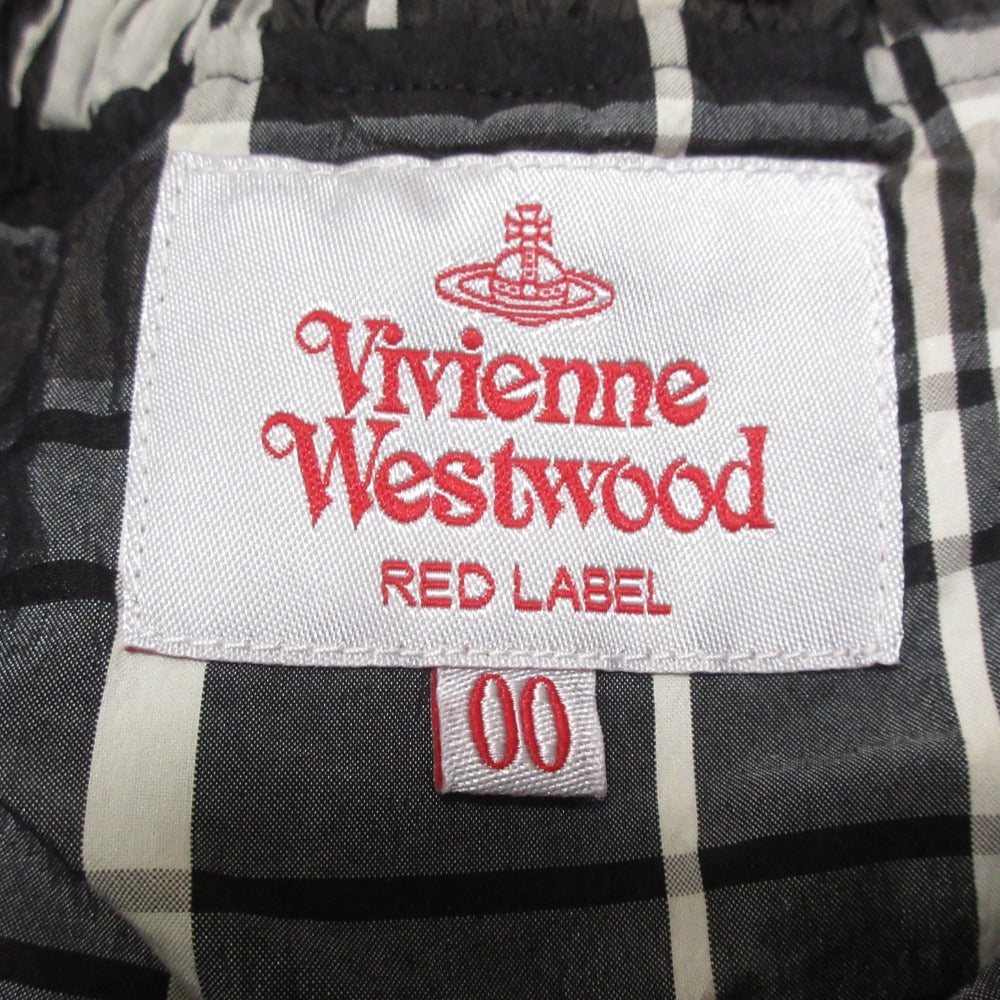 Vivienne
Westwood
RED LABEL
00